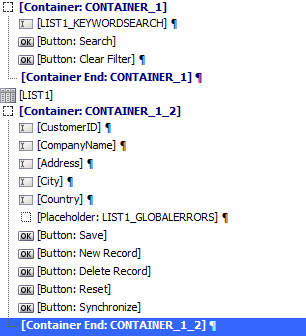 [Container: CONTAINER_1]
[LIST1_KEYWORDSEARCH] ¶
OK [Button: Search]
OK [Button: Clear Filter] ¶
[Container End: CONTAINER_1] ¶
[LIST1]
[Container: CONTAINER_1_2]
[CustomerID] ¶
[CompanyName] ¶
[Address] ¶
[City] ¶
[Country] ¶
[Placeholder: LIST1_GLOBALERRORS] ¶
OK [Button: Save]
OK [Button: New Record]
OK [Button: Delete Record]
OK [Button: Reset]
OK [Button: Synchronize] ¶
[Container End: CONTAINER_1_2] ¶